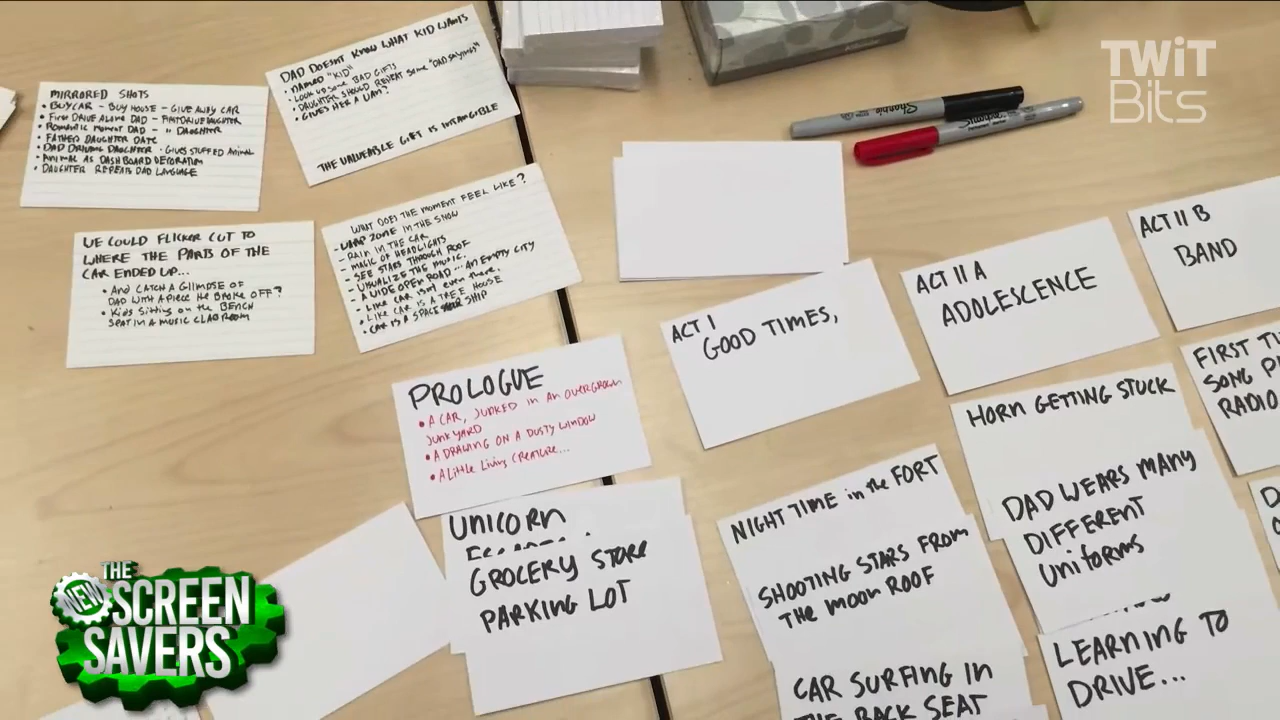 MIRRORED SHOTS
• BUY CAR - BUY HOUSE - GIVE AWAY CAR
• FIRST DRIVE ALONE DAD - FIRST DRIVE DAUGHTER
• ROMANTIC MOMENT DAD - " DAUGHTER
• FATHER DAUGHTER DATE
• DAD DRIVING DAUGHTER - GIVES STUFFED ANIMAL
• ANIMAL AS DASHBOARD DECORATION
• DAUGHTER REPEATS DAD LANGUAGE
DAD DOESN'T KNOW WHAT KID WANTS
• NAMED "KID"
• LOOK UP SOME BAD GIFTS
• DAUGHTER SHOULD REVEAL SOME "DAD SAYINGS"
• GIVES HER A
THE VALUEABLE GIFT IS INTANGIBLE
WE COULD FLICKER CUT TO
WHERE THE PARTS OF THE
CAR ENDED UP...
• AND CATCH A GLIMPSE OF
DAD WITH A PIECE HE BROKE OFF?
• KIDS SITTING ON THE BENCH
SEAT IN A MUSIC CLASSROOM
WHAT DOES THE MOMENT FEEL LIKE?
- WARP ZONE IN THE SNOW
- RAIN IN THE CAR
- MAGIC OF HEADLIGHTS
- SEE STARS THROUGH ROOF
- VISUALIZE THE MUSIC.
- A WIDE OPEN ROAD... AN EMPTY CITY
- LIKE CAR ISN'T EVEN THERE.
• LIKE CAR IS A TREE HOUSE
• CAR IS A SPACE SHIP
PROLOGUE
• A CAR, JUNKED IN AN OVERGROWN
JUNKYARD
• A DRAWING ON A DUSTY WINDOW
• A LITTLE LIVING CREATURE...
UNICORN
GROCERY STORE
PARKING LOT
ACT I
GOOD TIMES,
NIGHT TIME in the FORT
SHOOTING STARS FROM
THE MOON ROOF
CAR SURFING IN
THE BACK SEAT
ACT II A
ADOLESCENCE
HORN GETTING STUCK
DAD WEARS MANY
DIFFERENT
UNIFORMS
LEARNING TO
DRIVE...
ACT II B
BAND
FIRST TI
SONG PL
RADIO
Sharpie
Sharpie
TWiT
Bits
THE
NEW SCREEN
SAVERS